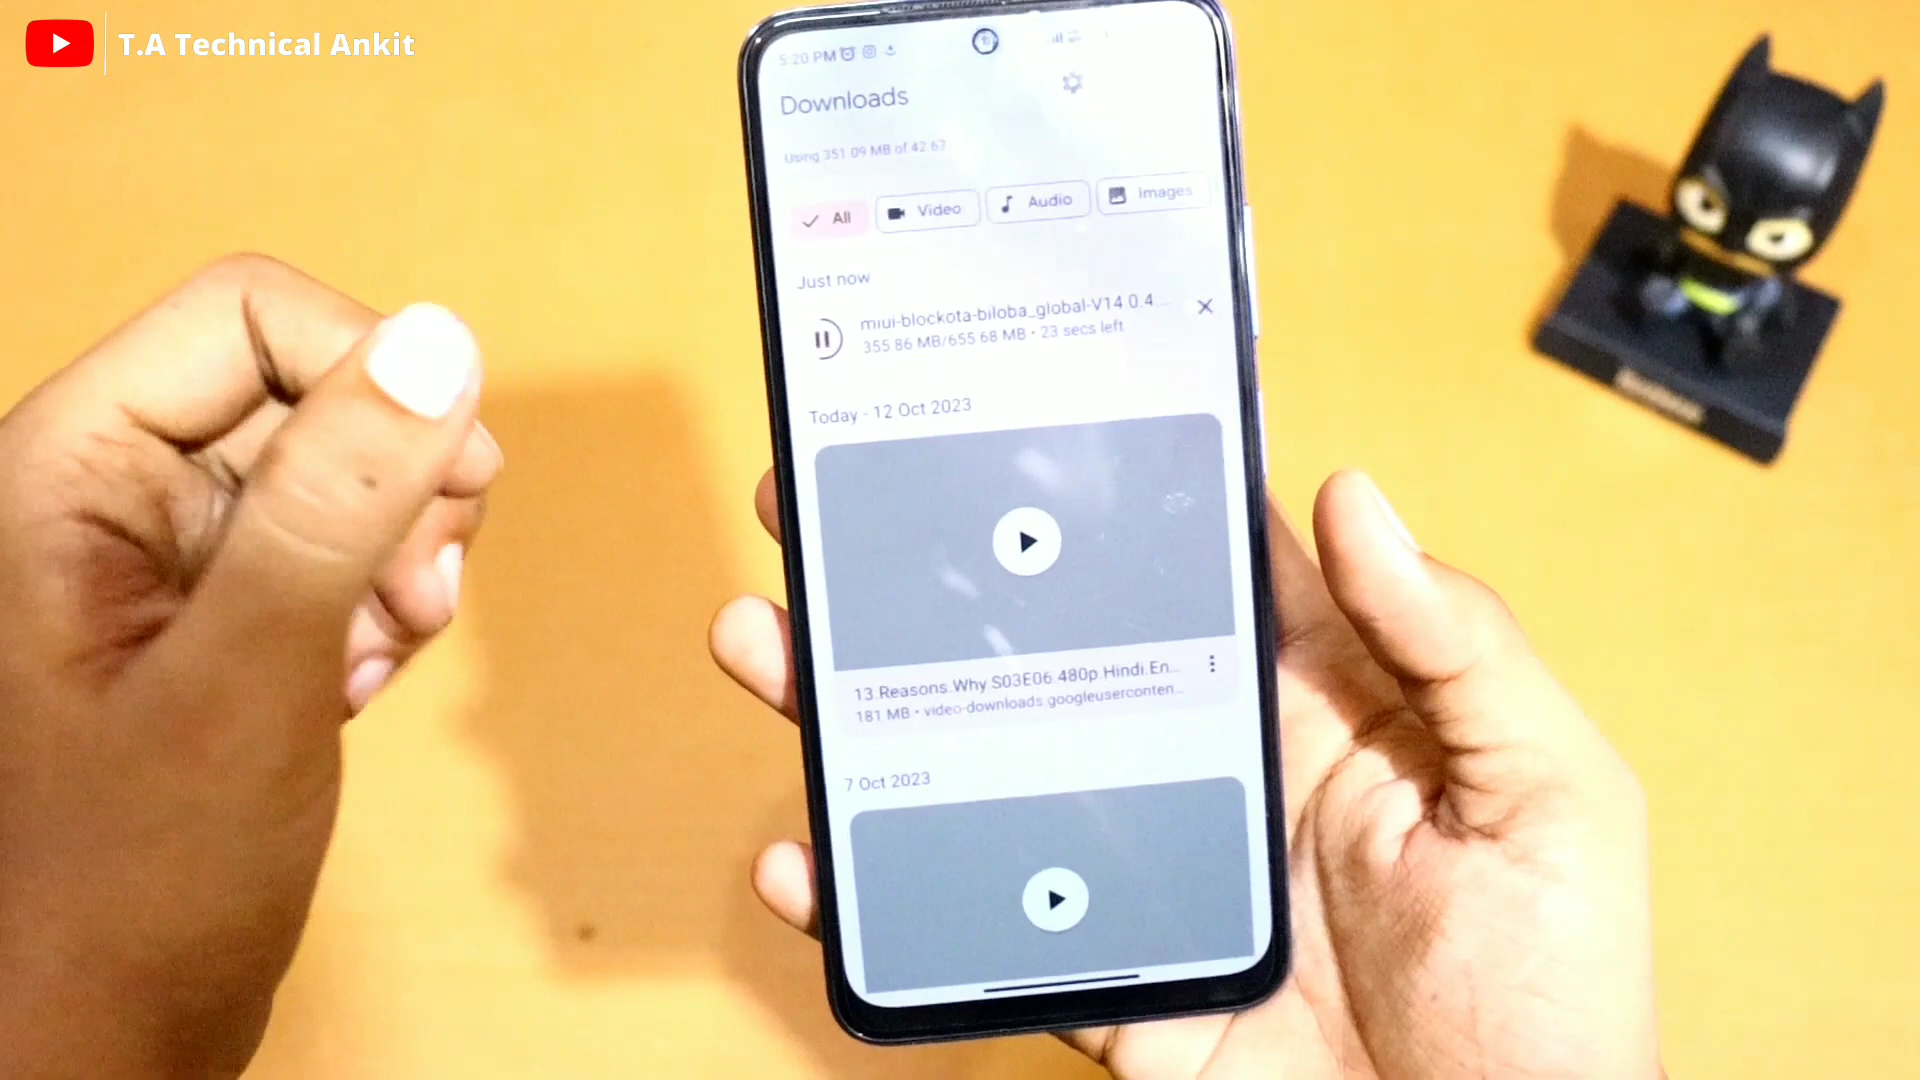 T.A Technical Ankit
5:20 PM
Downloads
Using 351.09 MB of 42.67
All
Video
Audio
Images
Just now
miui-blockota-biloba_global-V14.0.4....
355.86 MB/655.68 MB • 23 secs left
Today - 12 Oct 2023
13.Reasons.Why.S03E06.480p.Hindi.En...
181 MB • video-downloads.googleuserconten...
7 Oct 2023